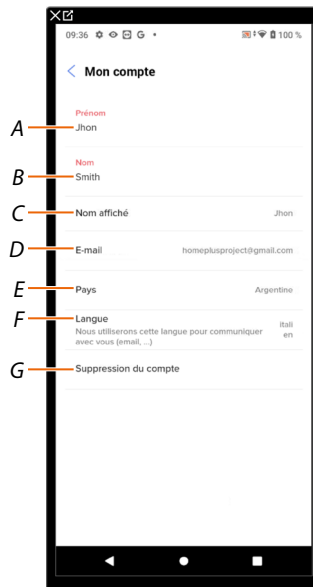 09:36 G • 100 %
Mon compte
Prénom
A Jhon
Nom
B Smith
C Nom affiché Jhon
D E-mail homeplusproject@gmail.com
E Pays Argentine
F Langue
Nous utiliserons cette langue pour communiquer avec vous (email, ...)
Itali
en
G Suppression du compte